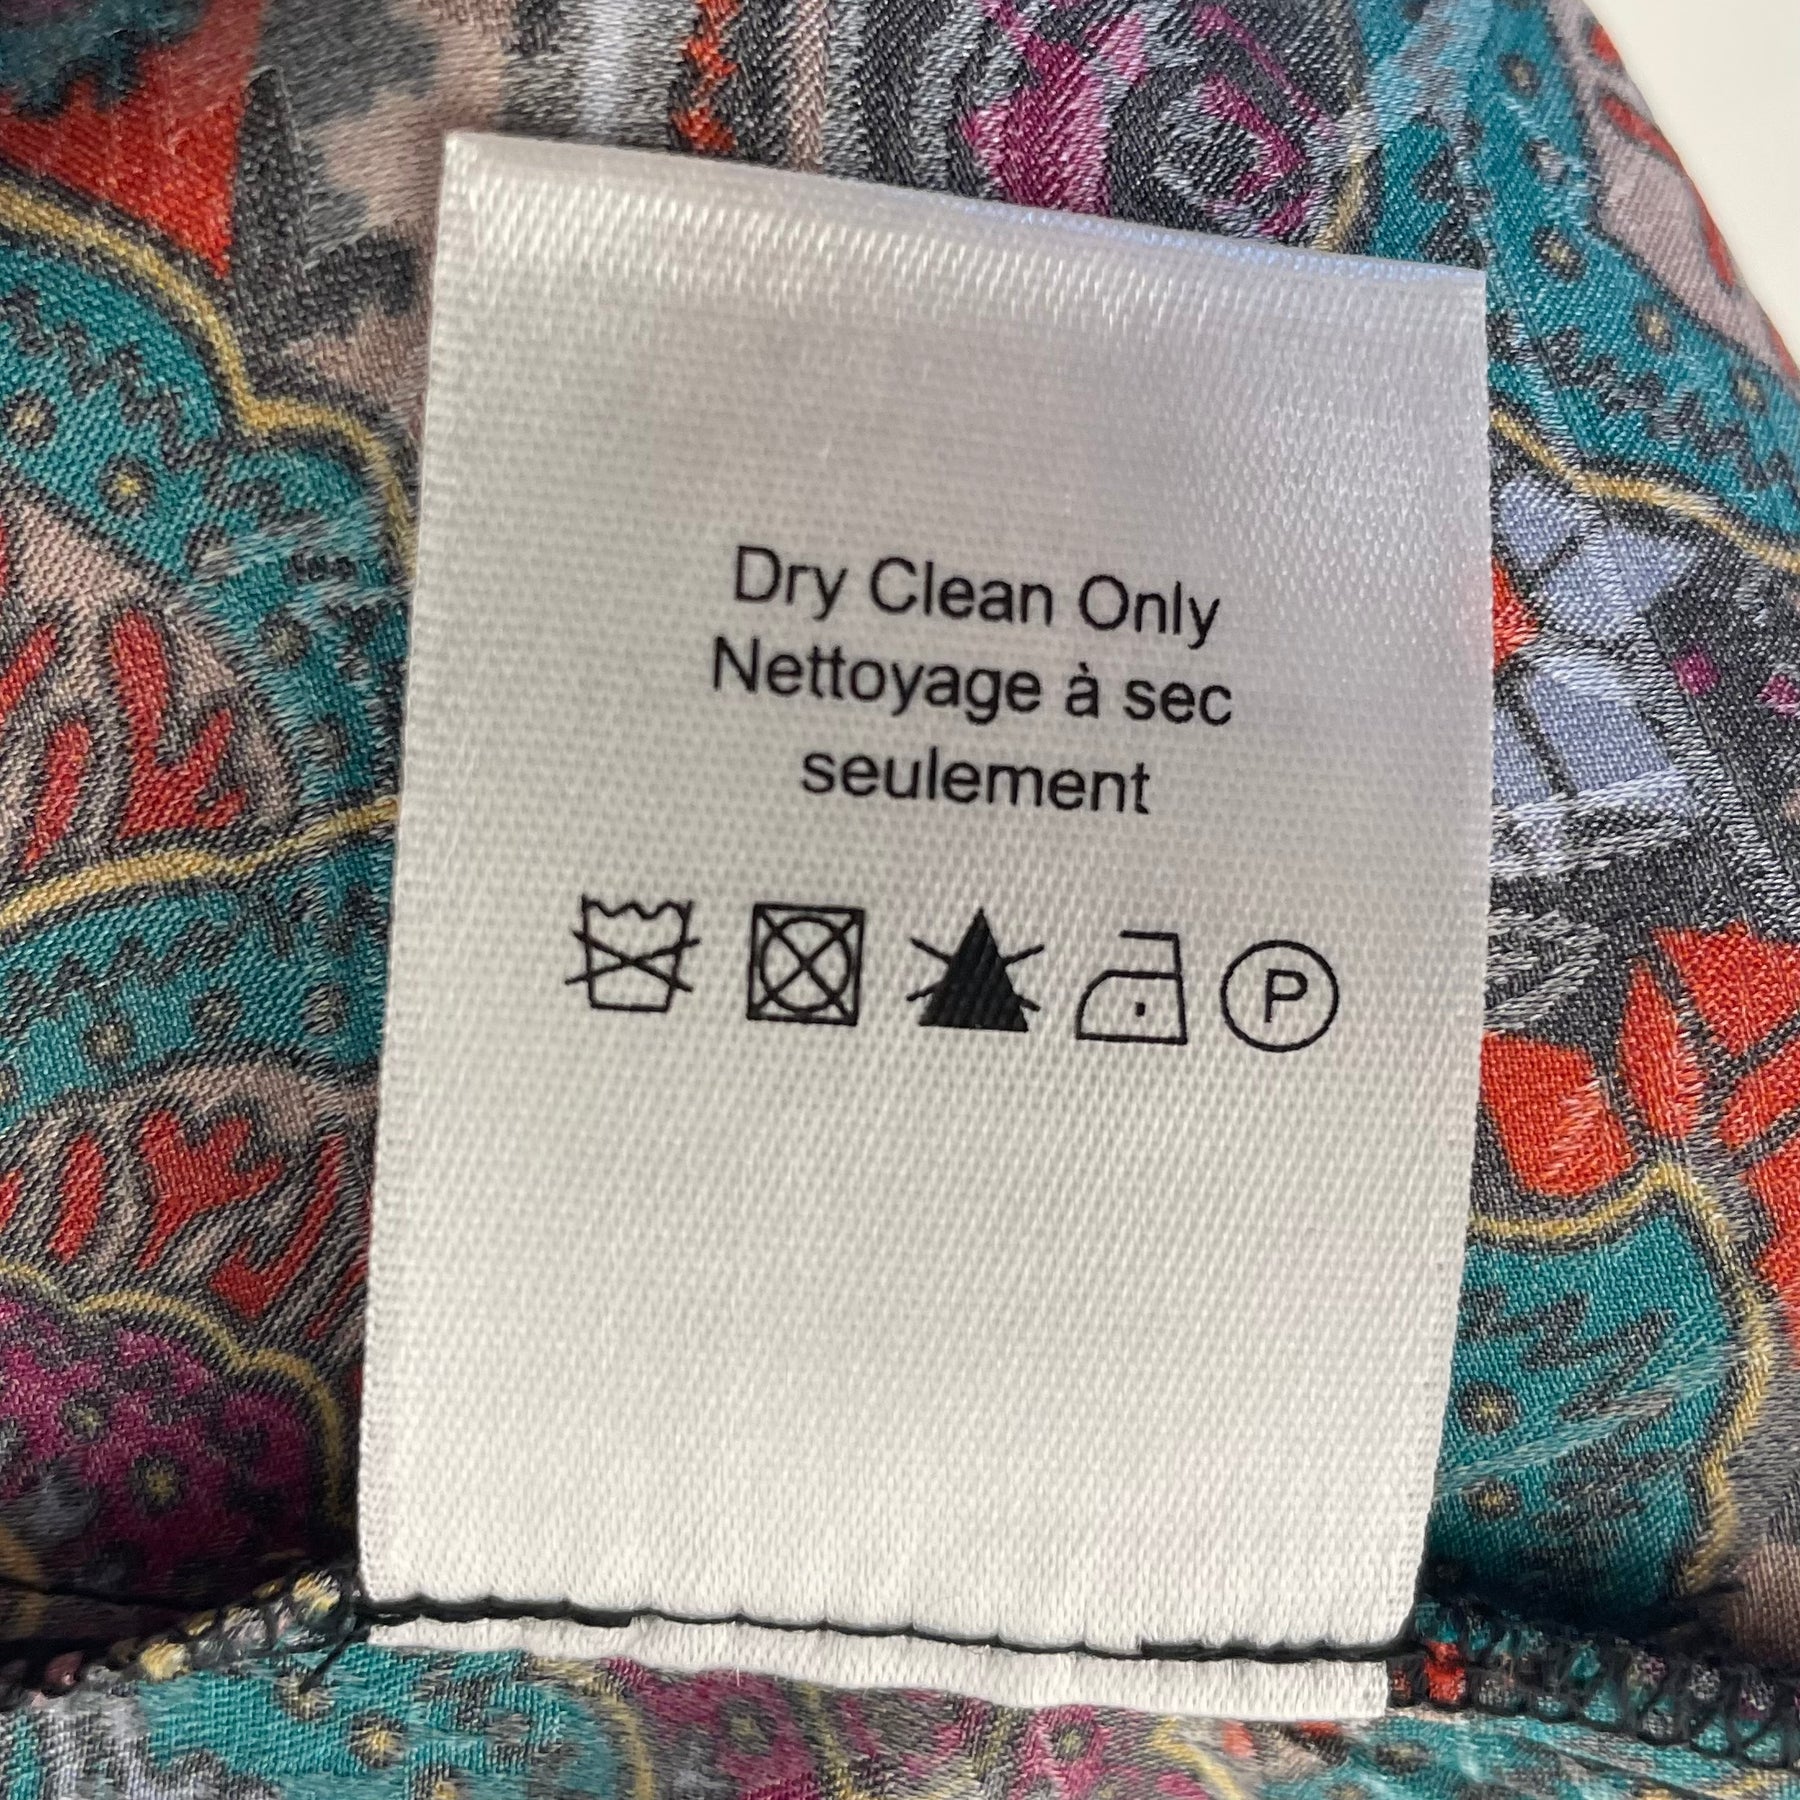 Dry Clean Only
Nettoyage à sec
seulement
P